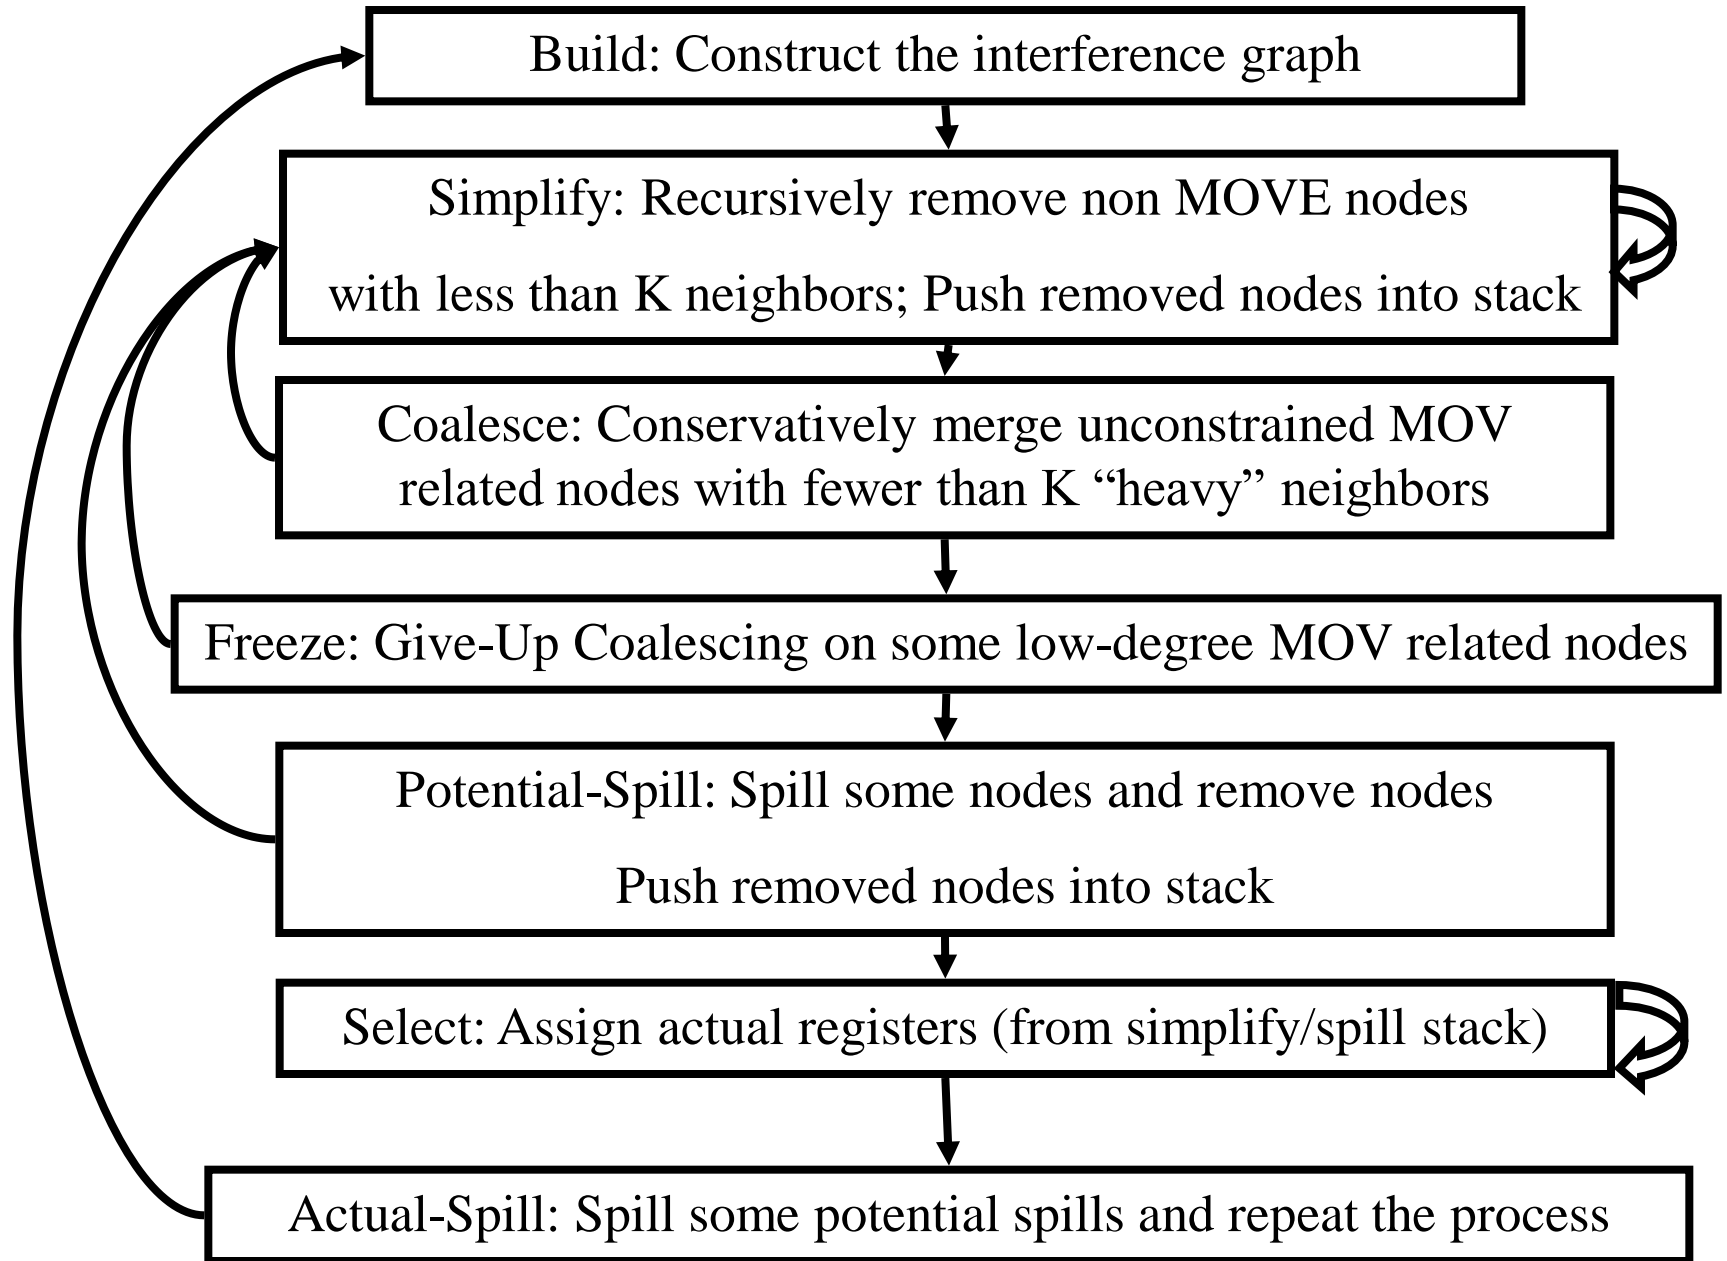 Build: Construct the interference graph
Simplify: Recursively remove non MOVE nodes
with less than K neighbors; Push removed nodes into stack
Coalesce: Conservatively merge unconstrained MOV
related nodes with fewer than K “heavy” neighbors
Freeze: Give-Up Coalescing on some low-degree MOV related nodes
Potential-Spill: Spill some nodes and remove nodes
Push removed nodes into stack
Select: Assign actual registers (from simplify/spill stack)
Actual-Spill: Spill some potential spills and repeat the process